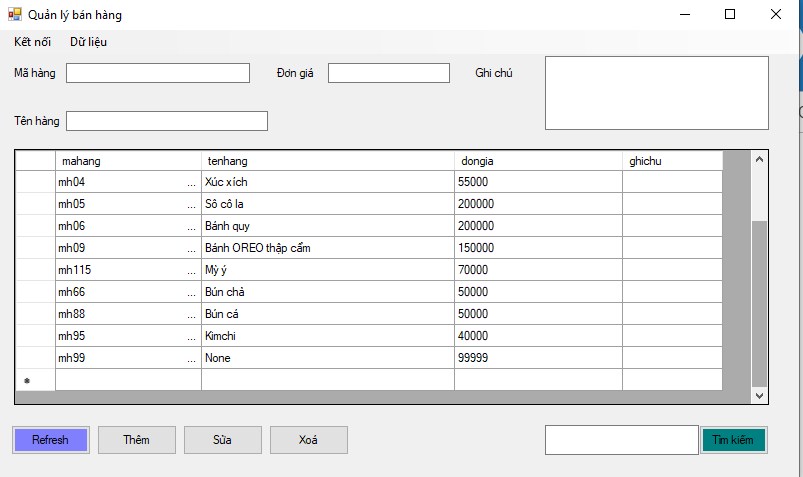 Quản lý bán hàng
Kết nối Dữ liệu
Mã hàng Đơn giá Ghi chú
Tên hàng
mahang tenhang dongia ghichu
mh04 ... Xúc xích 55000
mh05 ... Sô cô la 200000
mh06 ... Bánh quy 200000
mh09 ... Bánh OREO thập cẩm 150000
mh115 ... Mỳ ý 70000
mh66 ... Bún chả 50000
mh88 ... Bún cá 50000
mh95 ... Kimchi 40000
mh99 ... None 99999
*
Refresh Thêm Sửa Xoá Tìm kiếm